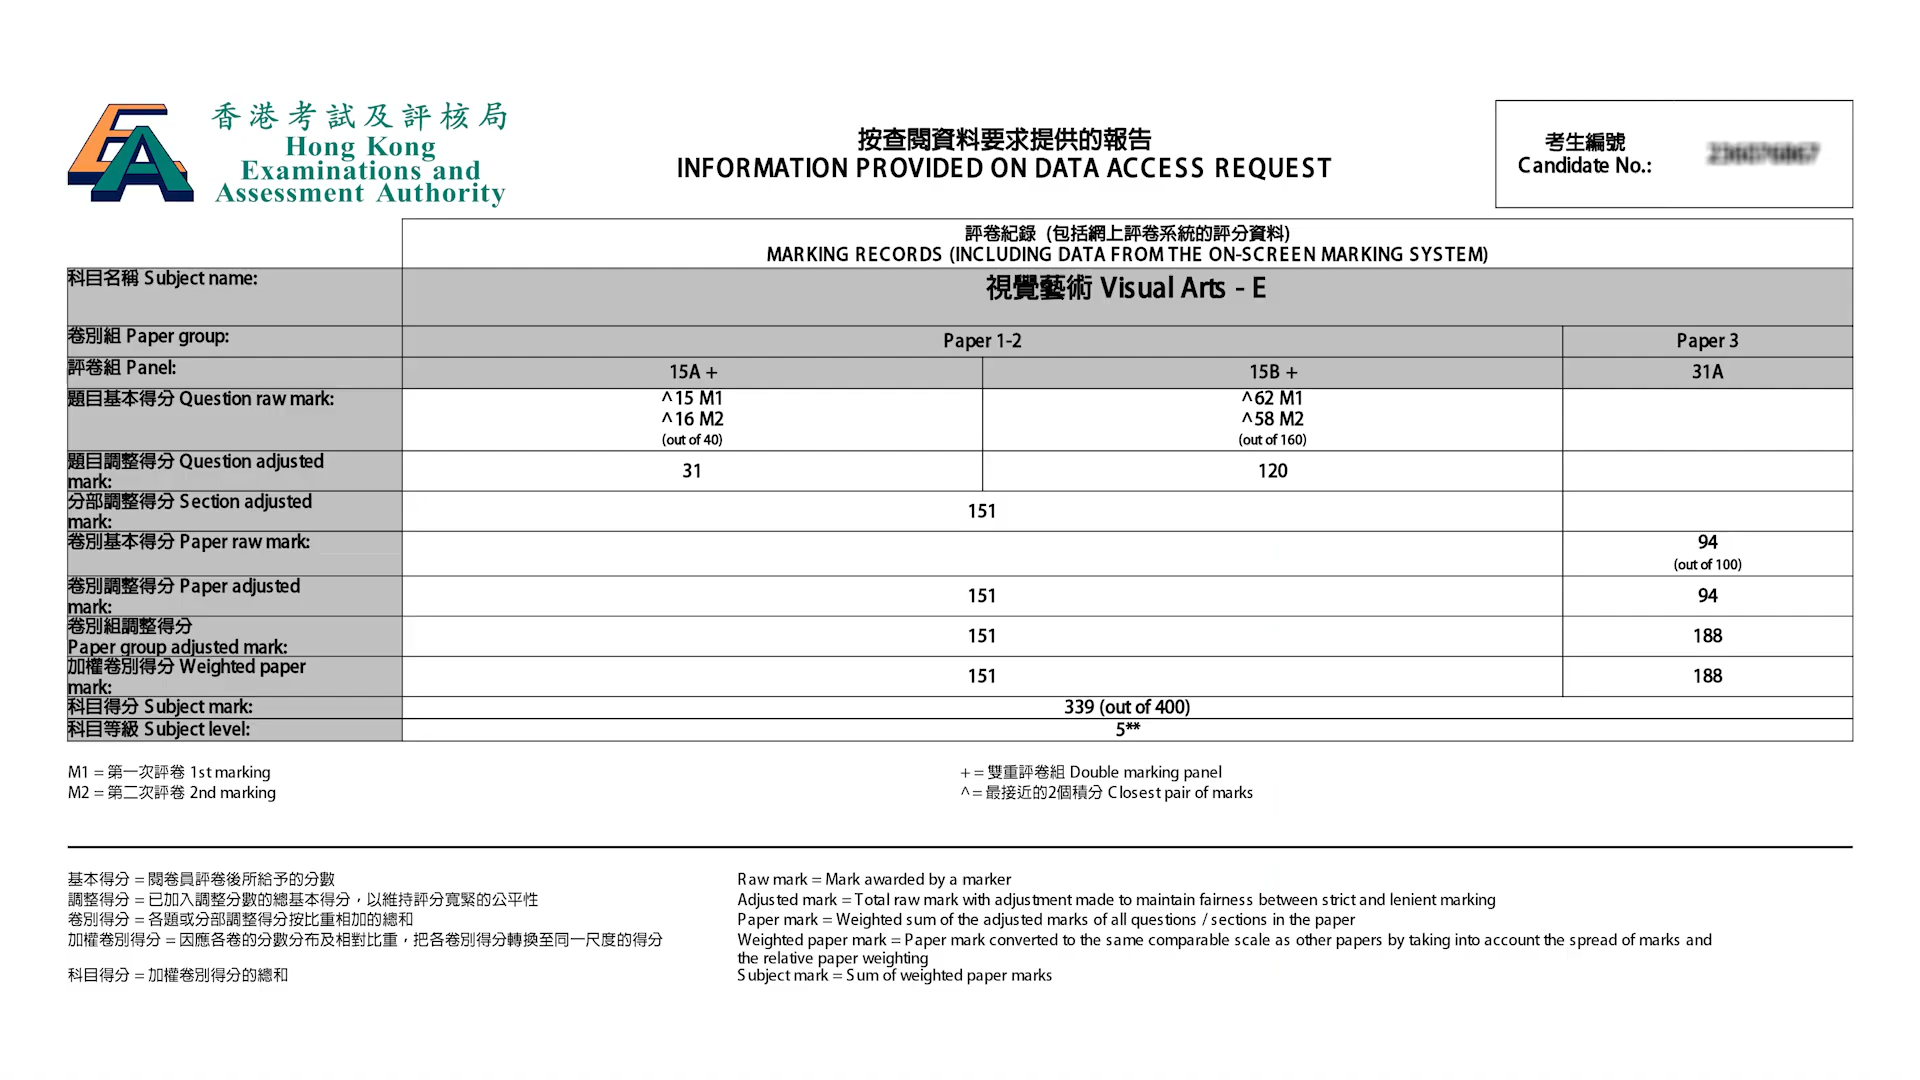 香港考試及評核局
Hong Kong
Examinations and
Assessment Authority
按查閱資料要求提供的報告
INFORMATION PROVIDED ON DATA ACCESS REQUEST
考生編號
Candidate No.:
評卷紀錄 (包括網上評卷系統的評分資料)
MARKING RECORDS (INCLUDING DATA FROM THE ON-SCREEN MARKING SYSTEM)
科目名稱 Subject name:
視覺藝術 Visual Arts - E
卷別組 Paper group:
Paper 1-2
Paper 3
評卷組 Panel:
15A +
15B +
31A
題目基本得分 Question raw mark:
^15 M1
^16 M2
(out of 40)
^62 M1
^58 M2
(out of 160)
題目調整得分 Question adjusted
mark:
31
120
分部調整得分 Section adjusted
mark:
151
卷別基本得分 Paper raw mark:
94
(out of 100)
卷別調整得分 Paper adjusted
mark:
151
94
卷別組調整得分
Paper group adjusted mark:
151
188
加權卷別得分 Weighted paper
mark:
151
188
科目得分 Subject mark:
339 (out of 400)
科目等級 Subject level:
5**
M1 = 第一次評卷 1st marking
M2 = 第二次評卷 2nd marking
+ = 雙重評卷組 Double marking panel
^ = 最接近的2個積分 Closest pair of marks
基本得分 = 閱卷員評卷後所給予的分數
調整得分 = 已加入調整分數的總基本得分，以維持評分寬緊的公平性
卷別得分 = 各題或分部調整得分按比重相加的總和
加權卷別得分 = 因應各卷的分數分布及相對比重，把各卷別得分轉換至同一尺度的得分
科目得分 = 加權卷別得分的總和
Raw mark = Mark awarded by a marker
Adjusted mark = Total raw mark with adjustment made to maintain fairness between strict and lenient marking
Paper mark = Weighted sum of the adjusted marks of all questions / sections in the paper
Weighted paper mark = Paper mark converted to the same comparable scale as other papers by taking into account the spread of marks and
the relative paper weighting
Subject mark = Sum of weighted paper marks